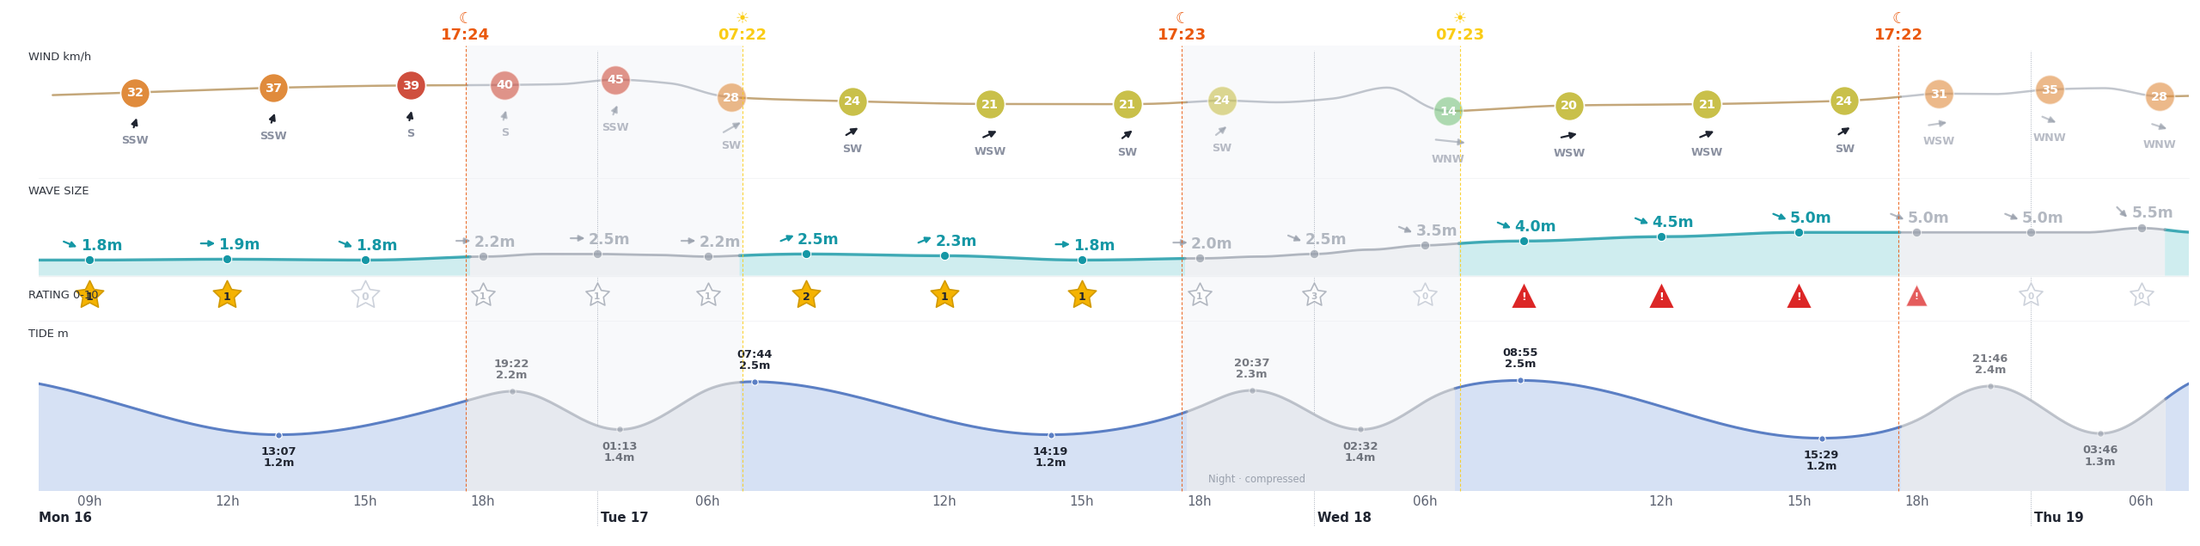 17:24 07:22 17:23 07:23 17:22
WIND km/h
32 37 39 40 45 28 24 21 21 24 14 20 21 24 31 35 28
SSW SSW S S SSW SW SW WSW SW SW WNW WSW WSW SW WSW WNW WNW
WAVE SIZE
1.8m 1.9m 1.8m 2.2m 2.5m 2.2m 2.5m 2.3m 1.8m 2.0m 2.5m 3.5m 4.0m 4.5m 5.0m 5.0m 5.0m 5.5m
RATING 0-10
1 1 0 1 1 1 2 1 1 1 3 0 ! ! ! ! 0 0
TIDE m
19:22 07:44 20:37 08:55 21:46
2.2m 2.5m 2.3m 2.5m 2.4m
13:07 01:13 14:19 02:32 15:29 03:46
1.2m 1.4m 1.2m 1.4m 1.2m 1.3m
Night · compressed
09h 12h 15h 18h 06h 12h 15h 18h 06h 12h 15h 18h 06h
Mon 16 Tue 17 Wed 18 Thu 19